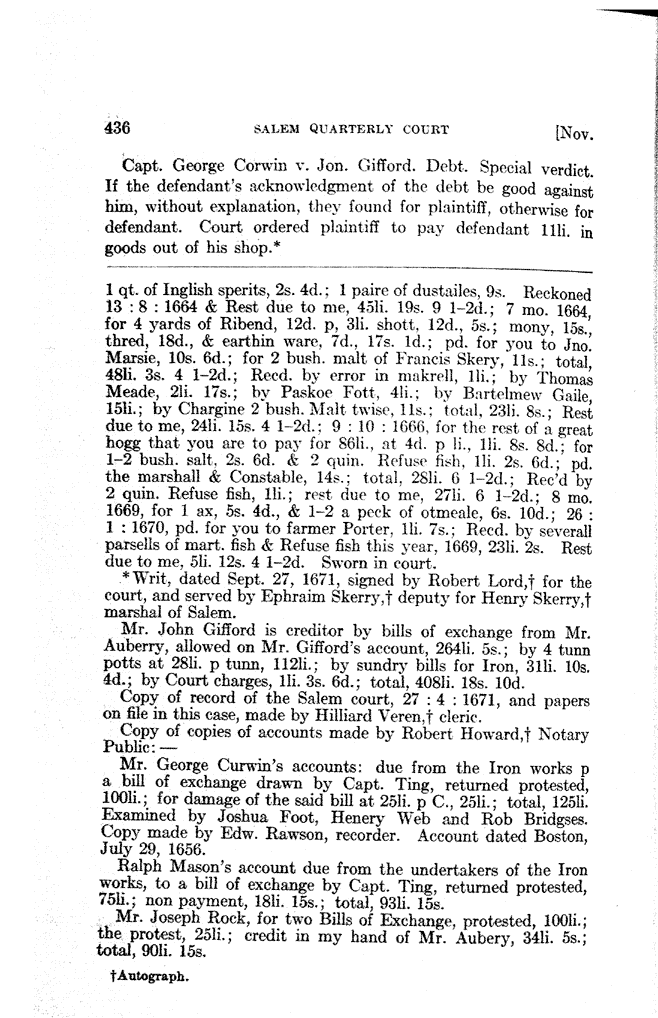 436 SALEM QUARTERLY COURT [Nov.
Capt. George Corwin v. Jon. Gifford. Debt. Special verdict.
If the defendant's acknowledgment of the debt be good against
him, without explanation, they found for plaintiff, otherwise for
defendant. Court ordered plaintiff to pay defendant 11li. in
goods out of his shop.*
1 qt. of Inglish sperits, 2s. 4d.; 1 paire of dustailes, 9s. Reckoned
13 : 8 : 1664 & Rest due to me, 45li. 19s. 9 1-2d.; 7 mo. 1664,
for 4 yards of Ribend, 12d. p, 3li. shott, 12d., 5s.; mony, 15s.,
thred, 18d., & earthin ware, 7d., 17s. 1d.; pd. for you to Jno.
Marsie, 10s. 6d.; for 2 bush. malt of Francis Skery, 11s.; total,
48li. 3s. 4 1-2d.; Recd. by error in makrell, 1li.; by Thomas
Meade, 2li. 17s.; by Paskoe Fott, 4li.; by Bartelmew Gaile,
15li.; by Chargine 2 bush. Malt twise, 11s.; total, 23li. 8s.; Rest
due to me, 24li. 15s. 4 1-2d.; 9 : 10 : 1666, for the rest of a great
hogg that you are to pay for 86li., at 4d. p li., 1li. 8s. 8d.; for
1-2 bush. salt, 2s. 6d. & 2 quin. Refuse fish, 1li. 2s. 6d.; pd.
the marshall & Constable, 14s.; total, 28li. 6 1-2d.; Rec'd by
2 quin. Refuse fish, 1li.; rest due to me, 27li. 6 1-2d.; 8 mo.
1669, for 1 ax, 5s. 4d., & 1-2 a peck of otmeale, 6s. 10d.; 26 :
1 : 1670, pd. for you to farmer Porter, 1li. 7s.; Recd. by severall
parsells of mart. fish & Refuse fish this year, 1669, 23li. 2s. Rest
due to me, 5li. 12s. 4 1-2d. Sworn in court.
*Writ, dated Sept. 27, 1671, signed by Robert Lord,† for the
court, and served by Ephraim Skerry,† deputy for Henry Skerry,†
marshal of Salem.
Mr. John Gifford is creditor by bills of exchange from Mr.
Auberry, allowed on Mr. Gifford's account, 264li. 5s.; by 4 tunn
potts at 28li. p tunn, 112li.; by sundry bills for Iron, 31li. 10s.
4d.; by Court charges, 1li. 3s. 6d.; total, 408li. 18s. 10d.
Copy of record of the Salem court, 27 : 4 : 1671, and papers
on file in this case, made by Hilliard Veren,† cleric.
Copy of copies of accounts made by Robert Howard,† Notary
Public: —
Mr. George Curwin's accounts: due from the Iron works p
a bill of exchange drawn by Capt. Ting, returned protested,
100li.; for damage of the said bill at 25li. p C., 25li.; total, 125li.
Examined by Joshua Foot, Henery Web and Rob Bridgses.
Copy made by Edw. Rawson, recorder. Account dated Boston,
July 29, 1656.
Ralph Mason's account due from the undertakers of the Iron
works, to a bill of exchange by Capt. Ting, returned protested,
75li.; non payment, 18li. 15s.; total, 93li. 15s.
Mr. Joseph Rock, for two Bills of Exchange, protested, 100li.;
the protest, 25li.; credit in my hand of Mr. Aubery, 34li. 5s.;
total, 90li. 15s.
†Autograph.